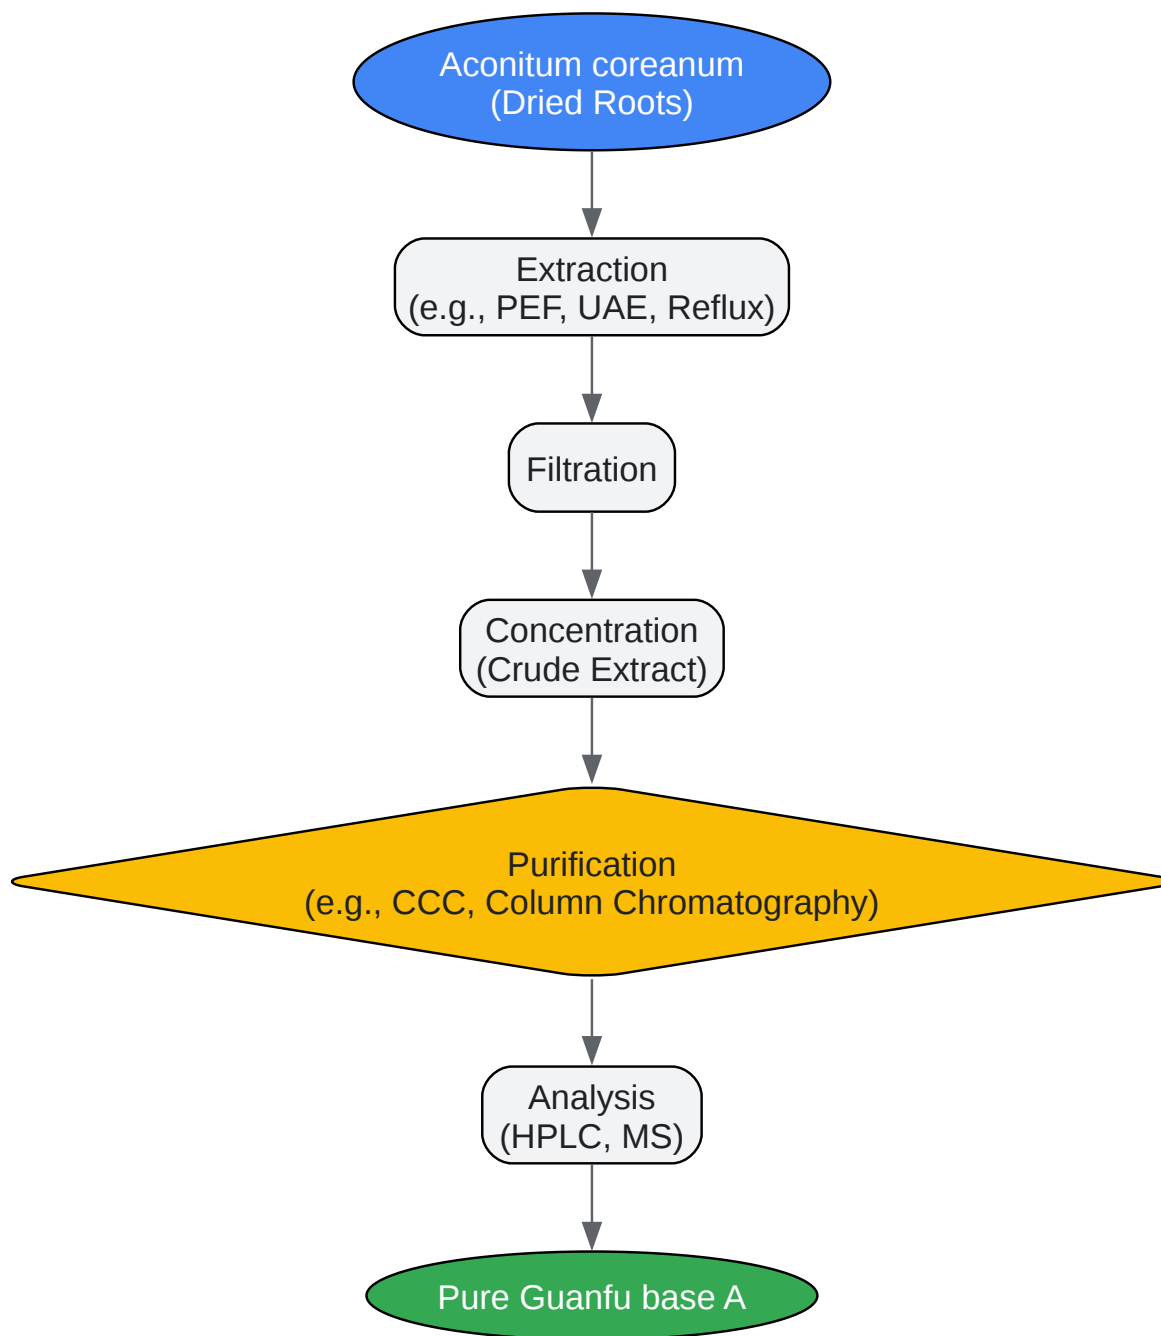 Aconitum coreanum
(Dried Roots)
Extraction
(e.g., PEF, UAE, Reflux)
Filtration
Concentration
(Crude Extract)
Purification
(e.g., CCC, Column Chromatography)
Analysis
(HPLC, MS)
Pure Guanfu base A